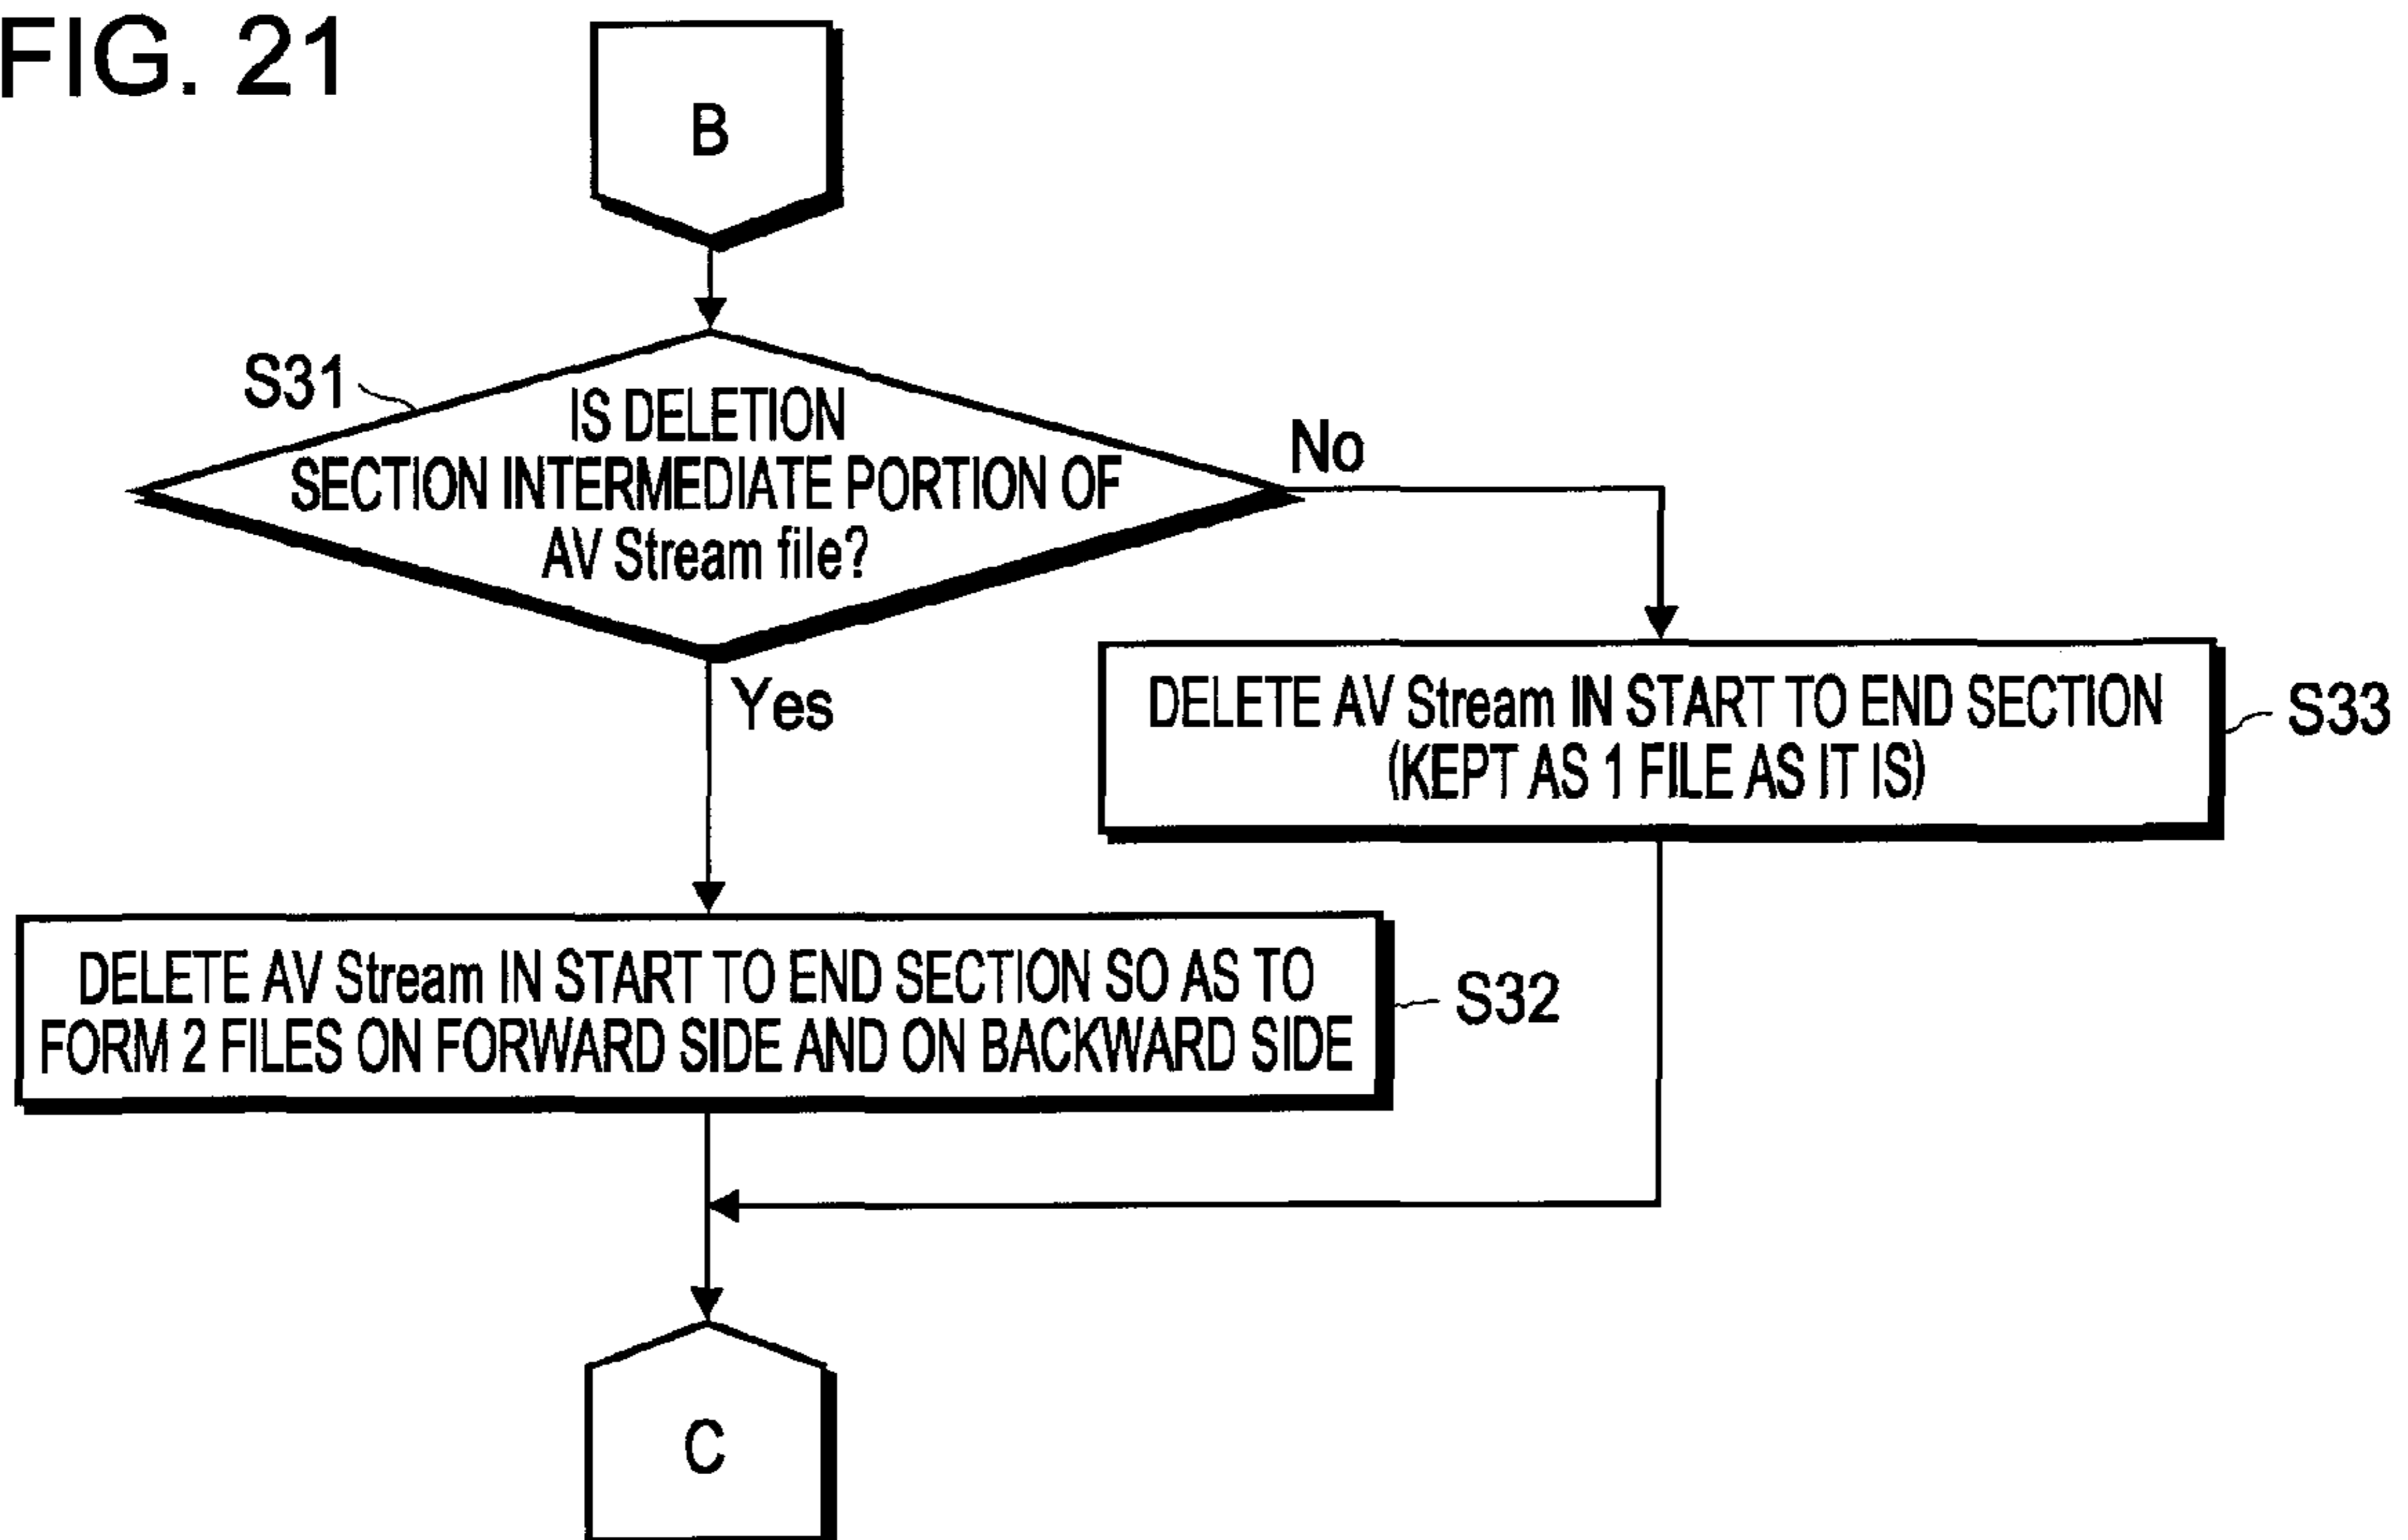 FIG. 21
B
S31
IS DELETION
SECTION INTERMEDIATE PORTION OF
AV Stream file?
No
Yes
DELETE AV Stream IN START TO END SECTION
(KEPT AS 1 FILE AS IT IS)
S33
DELETE AV Stream IN START TO END SECTION SO AS TO
FORM 2 FILES ON FORWARD SIDE AND ON BACKWARD SIDE
S32
C